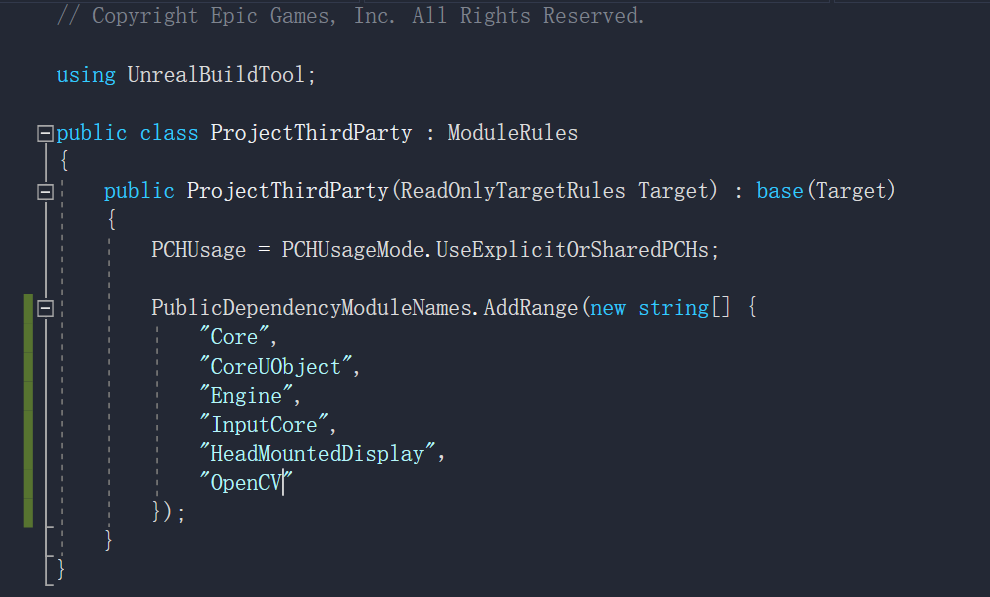 // Copyright Epic Games, Inc. All Rights Reserved.
using UnrealBuildTool;
public class ProjectThirdParty : ModuleRules
{
public ProjectThirdParty(ReadOnlyTargetRules Target) : base(Target)
{
PCHUsage = PCHUsageMode.UseExplicitOrSharedPCHs;
PublicDependencyModuleNames.AddRange(new string[] {
"Core",
"CoreUObject",
"Engine",
"InputCore",
"HeadMountedDisplay",
"OpenCV"
});
}
}